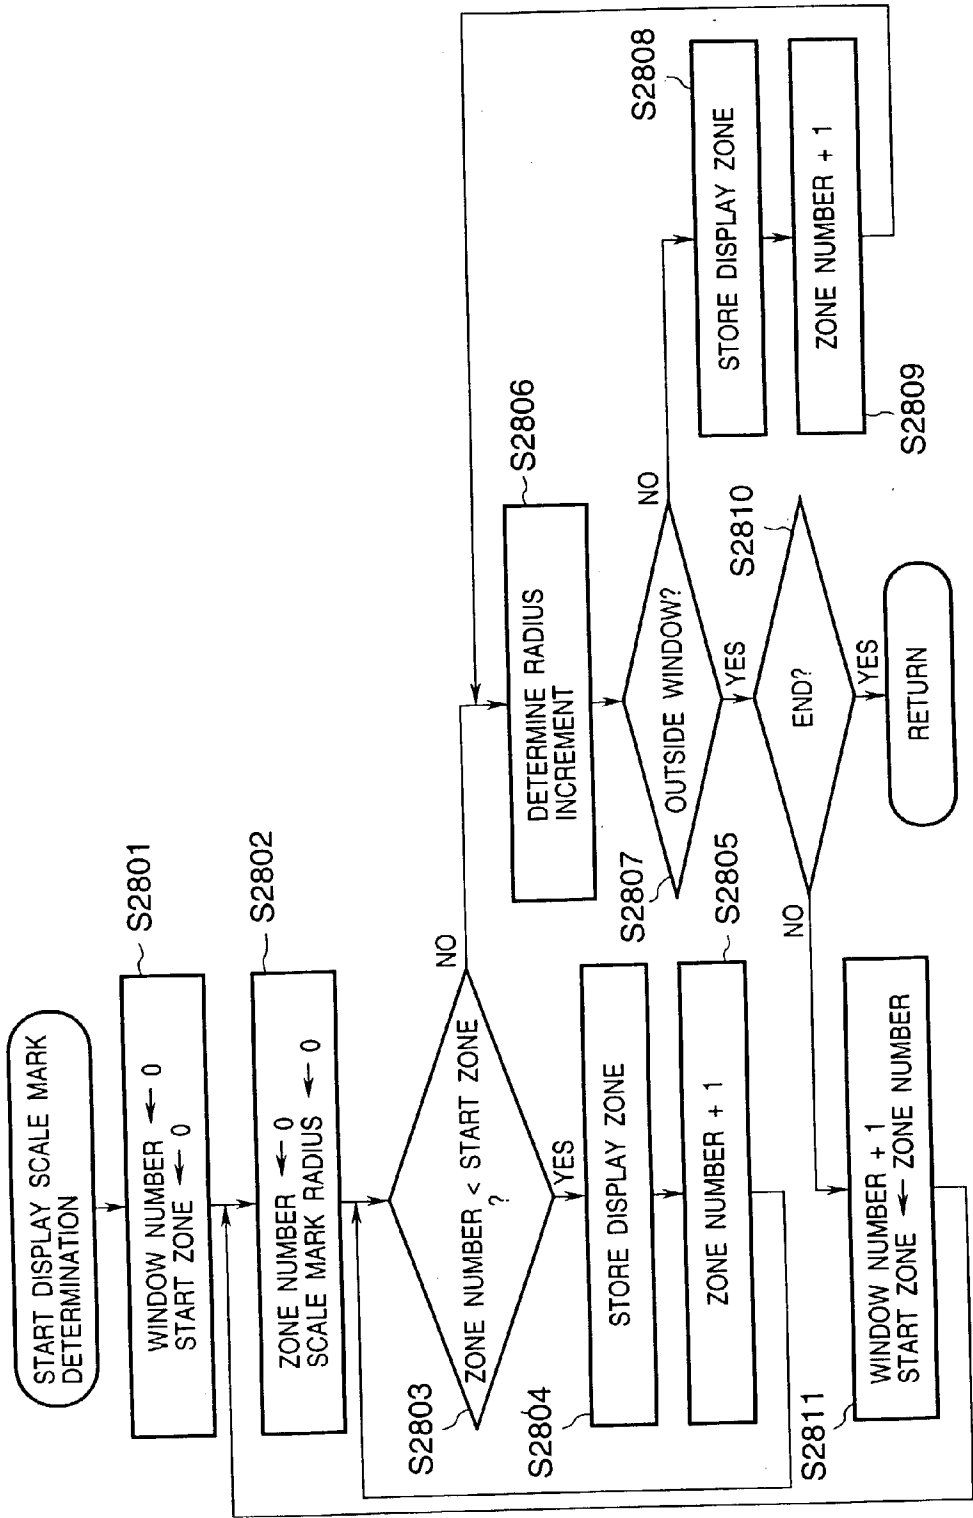 START DISPLAY SCALE MARK
DETERMINATION
WINDOW NUMBER ← 0
START ZONE ← 0
S2801
ZONE NUMBER ← 0
SCALE MARK RADIUS ← 0
S2802
ZONE NUMBER < START ZONE
?
S2803
NO
YES
STORE DISPLAY ZONE
S2804
ZONE NUMBER + 1
S2805
DETERMINE RADIUS
INCREMENT
S2806
OUTSIDE WINDOW?
S2807
NO
YES
STORE DISPLAY ZONE
S2808
ZONE NUMBER + 1
S2809
END?
S2810
NO
YES
WINDOW NUMBER + 1
START ZONE ← ZONE NUMBER
S2811
RETURN